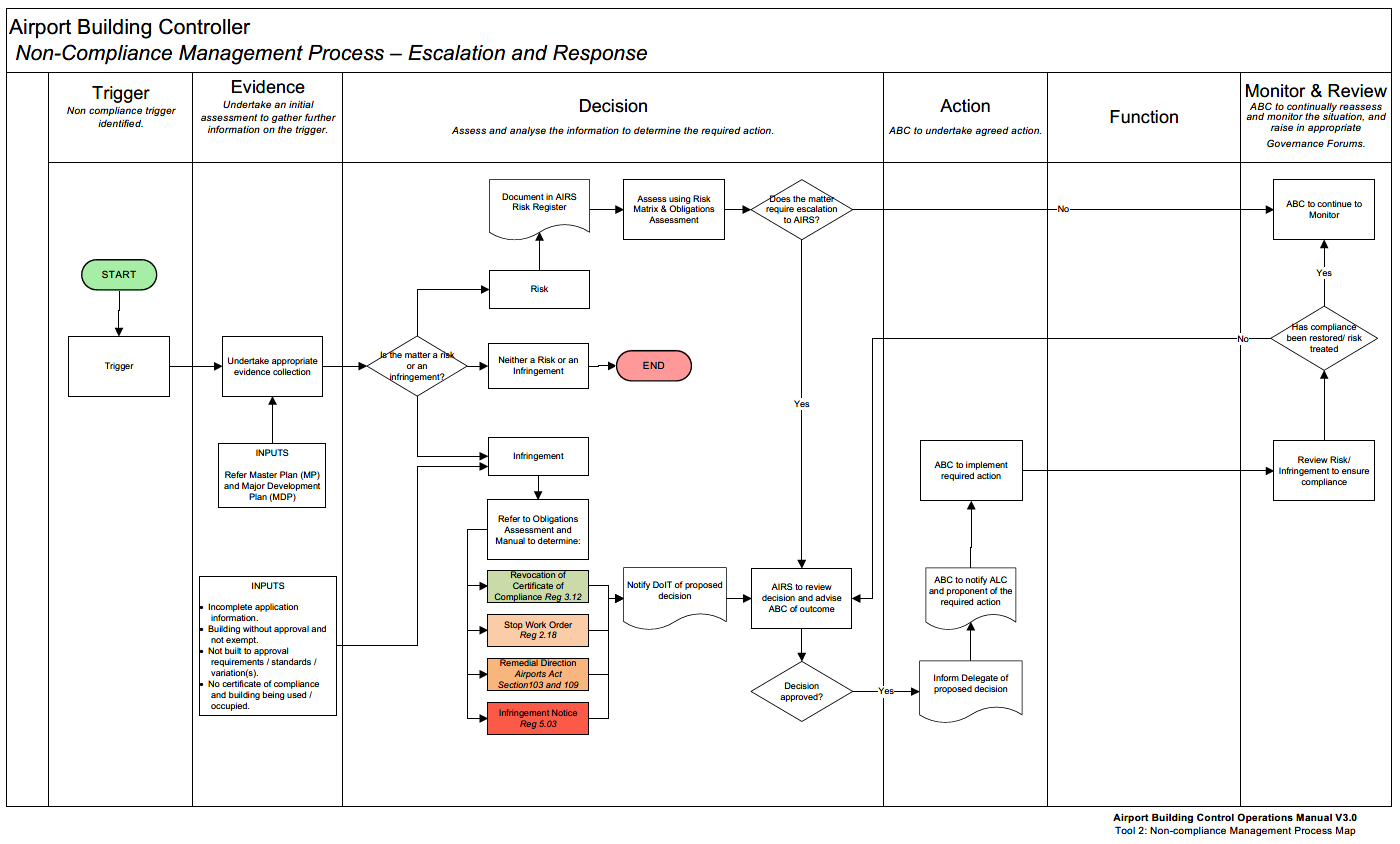 Airport Building Controller
Non-Compliance Management Process – Escalation and Response
Trigger
Non compliance trigger
identified.
Evidence
Undertake an initial
assessment to gather further
information on the trigger.
Decision
Assess and analyse the information to determine the required action.
Action
ABC to undertake agreed action.
Function
Monitor & Review
ABC to continually reassess
and monitor the situation, and
raise in appropriate
Governance Forums.
START
Trigger
Undertake appropriate
evidence collection
INPUTS
Refer Master Plan (MP)
and Major Development
Plan (MDP)
INPUTS
• Incomplete application
information.
• Building without approval and
not exempt.
• Not built to approval
requirements / standards /
variation(s).
• No certificate of compliance
and building being used /
occupied.
Is the matter a risk
or an
infringement?
Document in AIRS
Risk Register
Assess using Risk
Matrix & Obligations
Assessment
Does the matter
require escalation
to AIRS?
No
Risk
Neither a Risk or an
Infringement
END
Yes
Infringement
Refer to Obligations
Assessment and
Manual to determine:
Revocation of
Certificate of
Compliance Reg 3.12
Stop Work Order
Reg 2.18
Remedial Direction
Airports Act
Section103 and 109
Infringement Notice
Reg 5.03
Notify DoIT of proposed
decision
AIRS to review
decision and advise
ABC of outcome
Decision
approved?
Yes
Inform Delegate of
proposed decision
ABC to notify ALC
and proponent of the
required action
ABC to implement
required action
Review Risk/
Infringement to ensure
compliance
Has compliance
been restored/ risk
treated
No
Yes
ABC to continue to
Monitor
Airport Building Control Operations Manual V3.0
Tool 2: Non-compliance Management Process Map